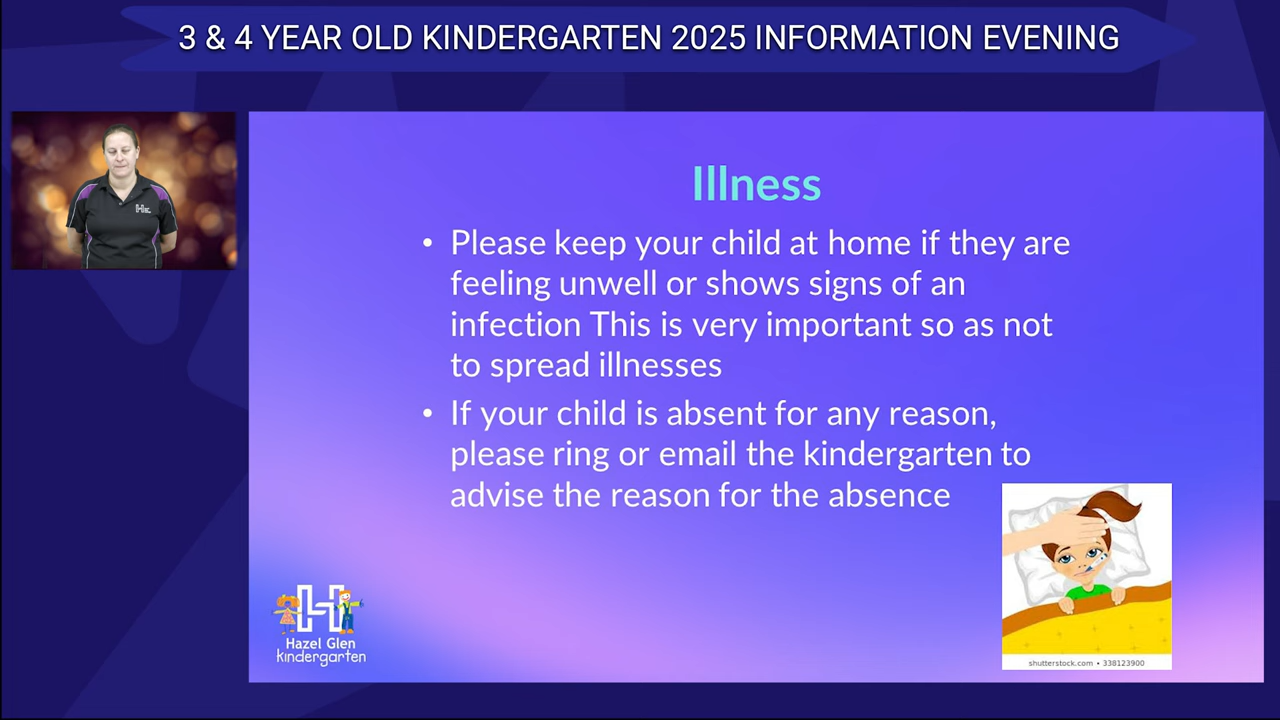 3 & 4 YEAR OLD KINDERGARTEN 2025 INFORMATION EVENING
Illness
• Please keep your child at home if they are
feeling unwell or shows signs of an
infection This is very important so as not
to spread illnesses
• If your child is absent for any reason,
please ring or email the kindergarten to
advise the reason for the absence
H
Hazel Glen
kindergarten
shutterstock.com • 338123900